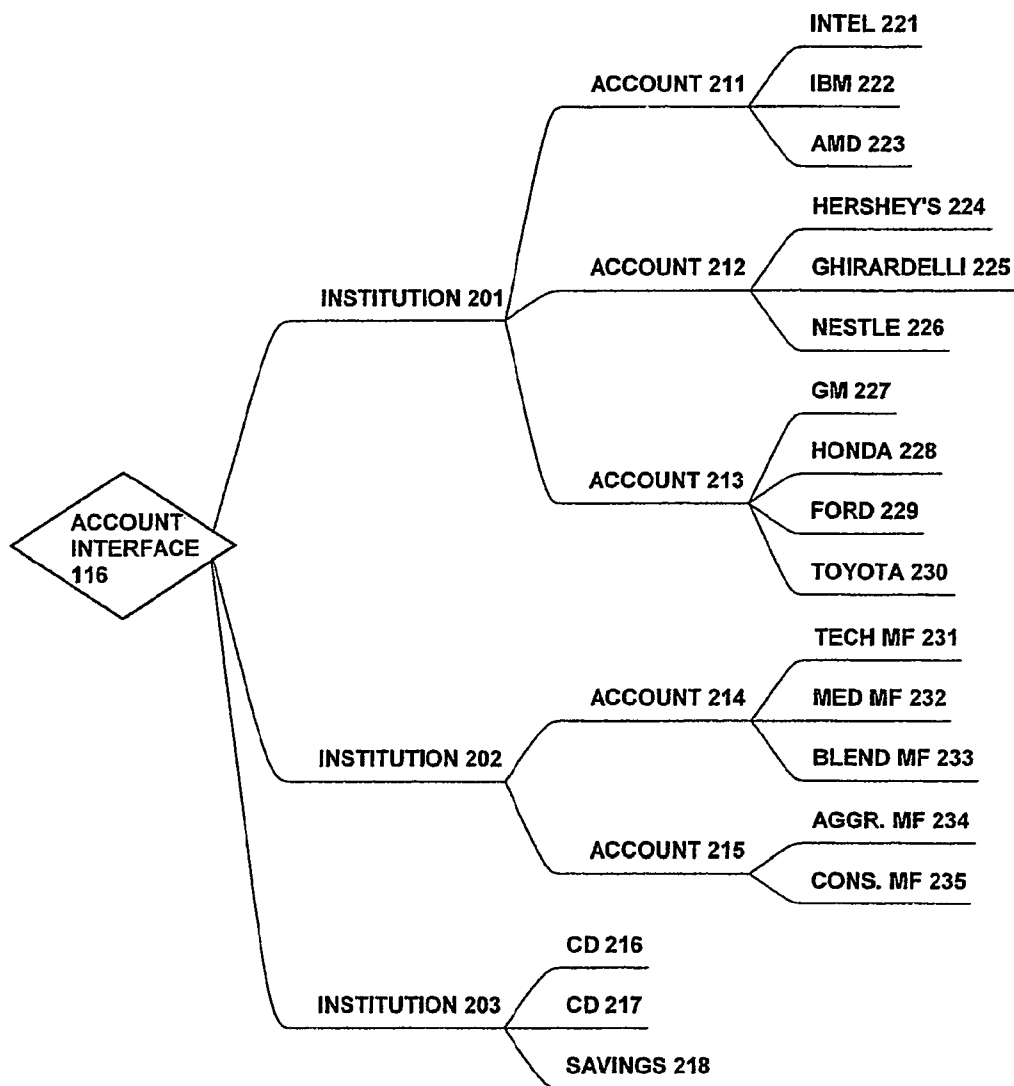 INTEL 221
ACCOUNT 211
IBM 222
AMD 223
HERSHEY'S 224
ACCOUNT 212
GHIRARDELLI 225
INSTITUTION 201
NESTLE 226
GM 227
HONDA 228
ACCOUNT 213
FORD 229
ACCOUNT
INTERFACE
116
TOYOTA 230
TECH MF 231
ACCOUNT 214
MED MF 232
INSTITUTION 202
BLEND MF 233
AGGR. MF 234
ACCOUNT 215
CONS. MF 235
CD 216
INSTITUTION 203
CD 217
SAVINGS 218